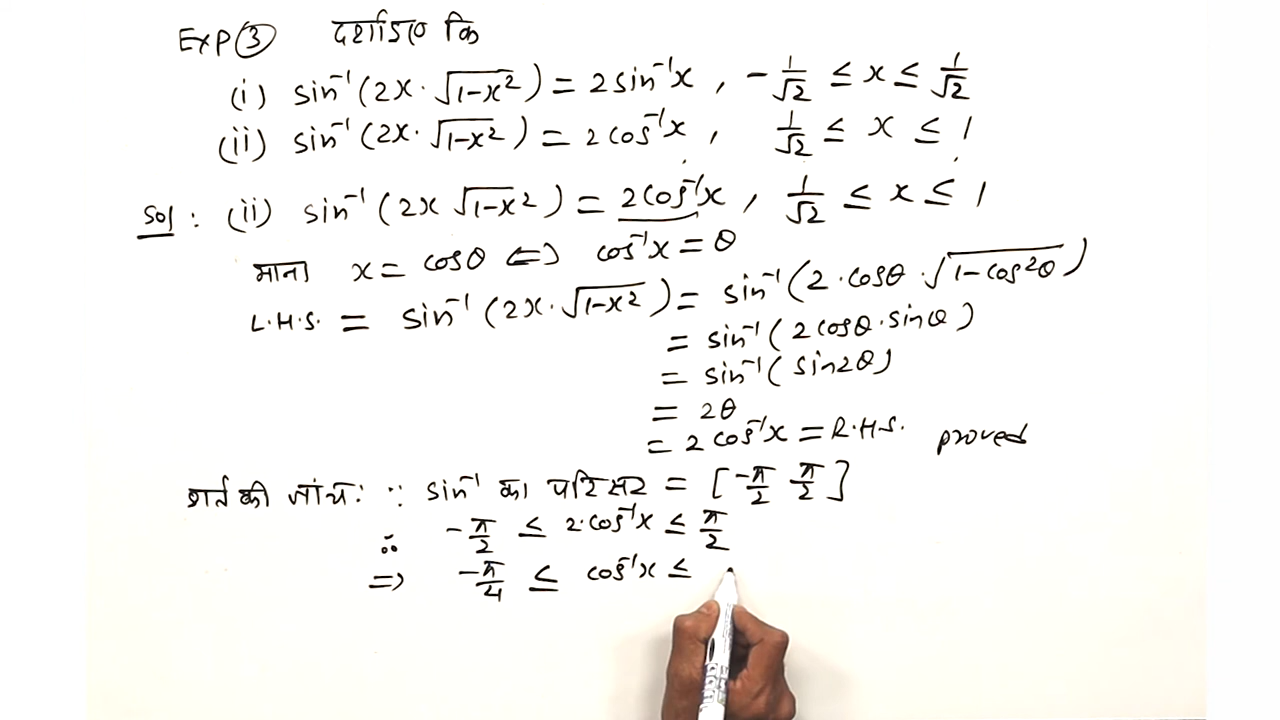 Exp ③ दर्शाइए कि
(i) sin⁻¹(2x·√(1-x²)) = 2sin⁻¹x , -1/√2 ≤ x ≤ 1/√2
(ii) sin⁻¹(2x·√(1-x²)) = 2cos⁻¹x , 1/√2 ≤ x ≤ 1
Sol : (ii) sin⁻¹(2x √(1-x²)) = 2cos⁻¹x , 1/√2 ≤ x ≤ 1
माना x = cosθ ⇔ cos⁻¹x = θ
L.H.S. = sin⁻¹(2x·√(1-x²)) = sin⁻¹(2·cosθ·√(1-cos²θ))
= sin⁻¹(2cosθ·sinθ)
= sin⁻¹(sin2θ)
= 2θ
= 2cos⁻¹x = R.H.S. proved
शर्त की जांच: ∵ sin⁻¹ का परिसर = [-π/2 π/2]
∴ -π/2 ≤ 2·cos⁻¹x ≤ π/2
⇒ -π/4 ≤ cos⁻¹x ≤